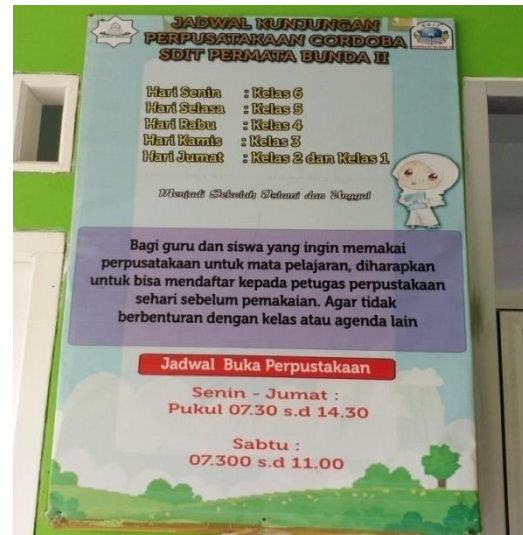 JADWAL KUNJUNGAN
PERPUSATAKAAN CORDOBA
SDIT PERMATA BUNDA II
Hari Senin : Kelas 6
Hari Selasa : Kelas 5
Hari Rabu : Kelas 4
Hari Kamis : Kelas 3
Hari Jumat : Kelas 2 dan Kelas 1
Menjadi Sekolah Islami dan Unggul
Bagi guru dan siswa yang ingin memakai
perpusatakaan untuk mata pelajaran, diharapkan
untuk bisa mendaftar kepada petugas perpustakaan
sehari sebelum pemakaian. Agar tidak
berbenturan dengan kelas atau agenda lain
Jadwal Buka Perpustakaan
Senin - Jumat :
Pukul 07.30 s.d 14.30
Sabtu :
07.300 s.d 11.00